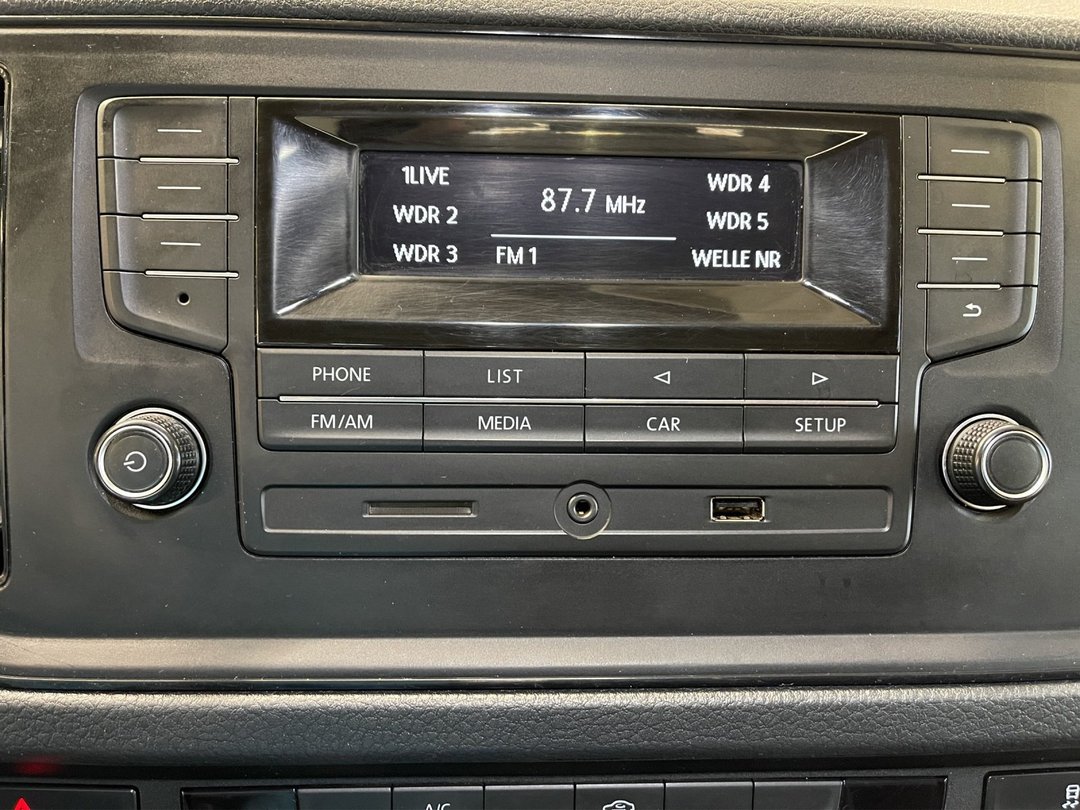 1LIVE
WDR 2
WDR 3
87.7 MHz
FM 1
WDR 4
WDR 5
WELLE NR
PHONE
LIST
FM/AM
MEDIA
CAR
SETUP
A/C